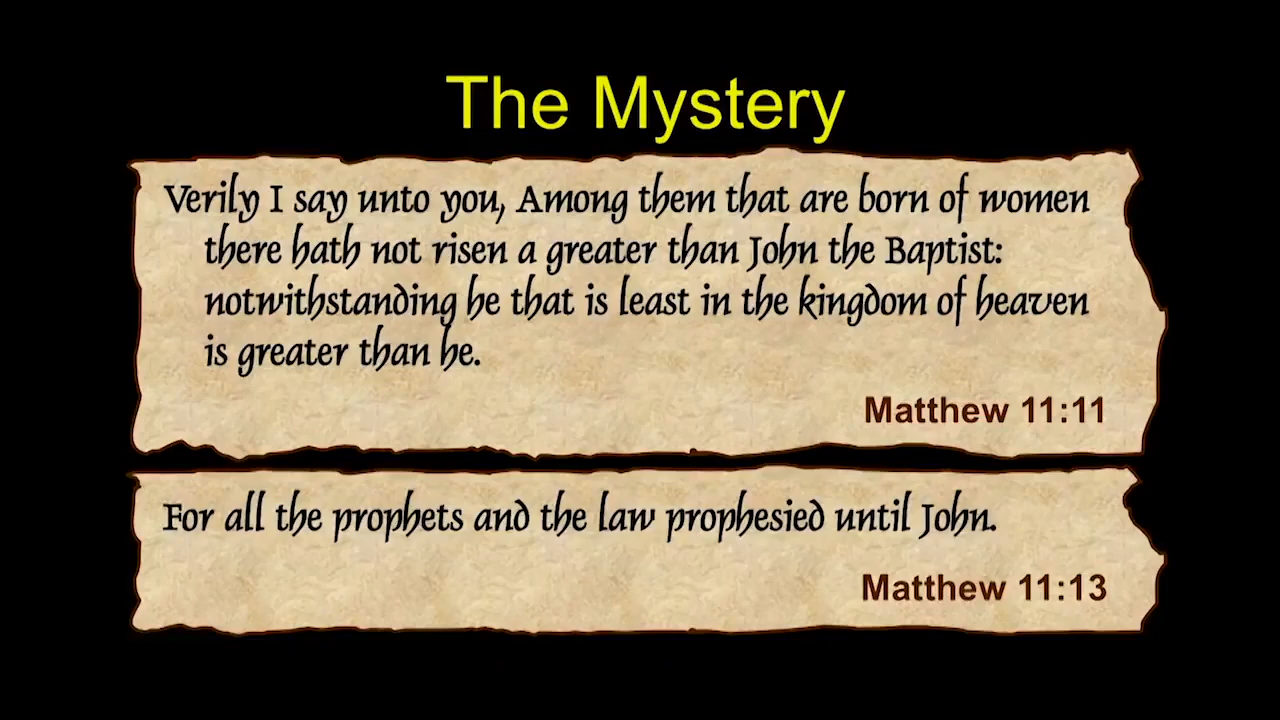 The Mystery
Verily I say unto you, Among them that are born of women
there hath not risen a greater than John the Baptist:
notwithstanding he that is least in the kingdom of heaven
is greater than he.
Matthew 11:11
For all the prophets and the law prophesied until John.
Matthew 11:13